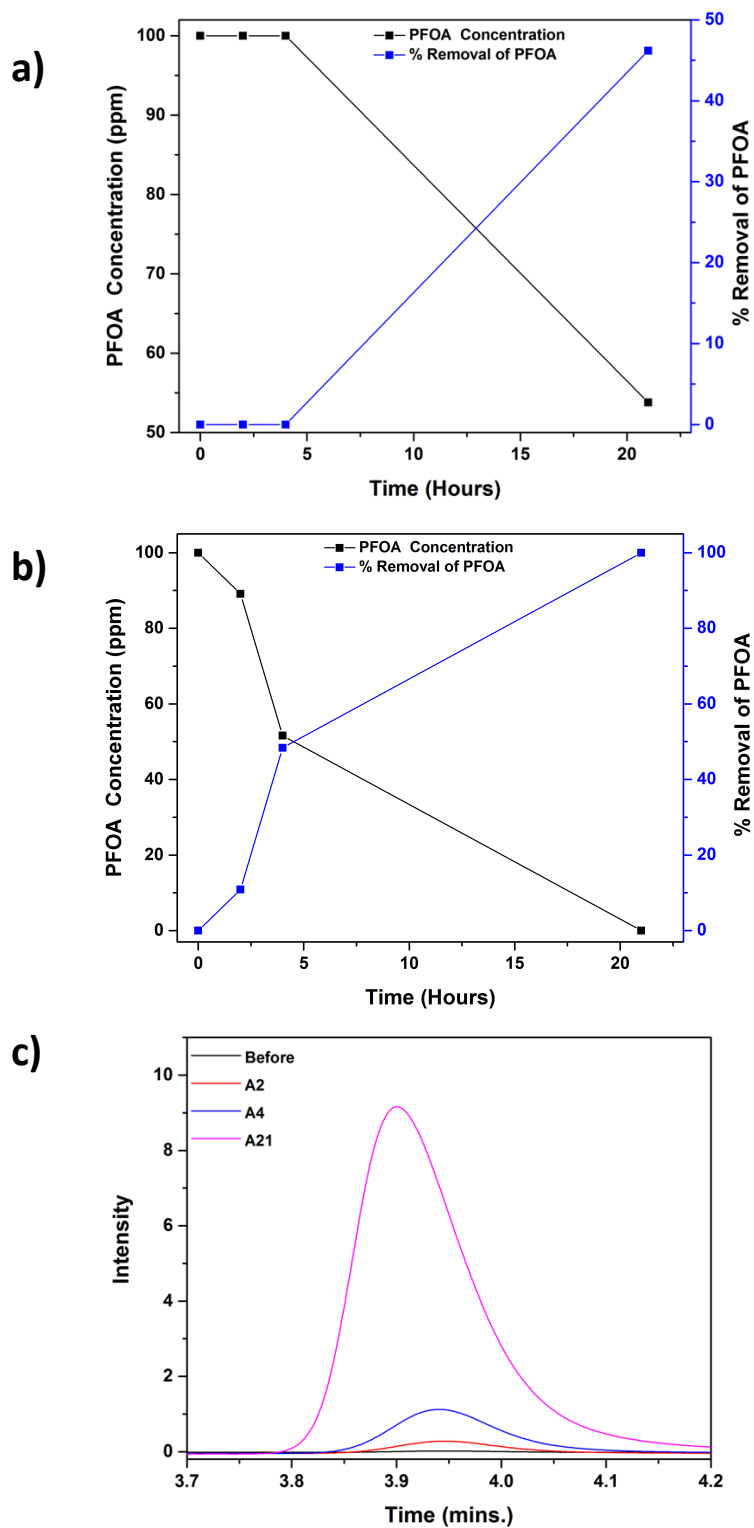 a)
PFOA Concentration
% Removal of PFOA
100
90
80
70
60
50
PFOA Concentration (ppm)
50
40
30
20
10
0
% Removal of PFOA
0
5
10
15
20
Time (Hours)
b)
PFOA Concentration
% Removal of PFOA
100
80
60
40
20
0
PFOA Concentration (ppm)
100
80
60
40
20
0
% Removal of PFOA
0
5
10
15
20
Time (Hours)
c)
Before
A2
A4
A21
10
8
6
4
2
0
Intensity
3.7
3.8
3.9
4.0
4.1
4.2
Time (mins.)